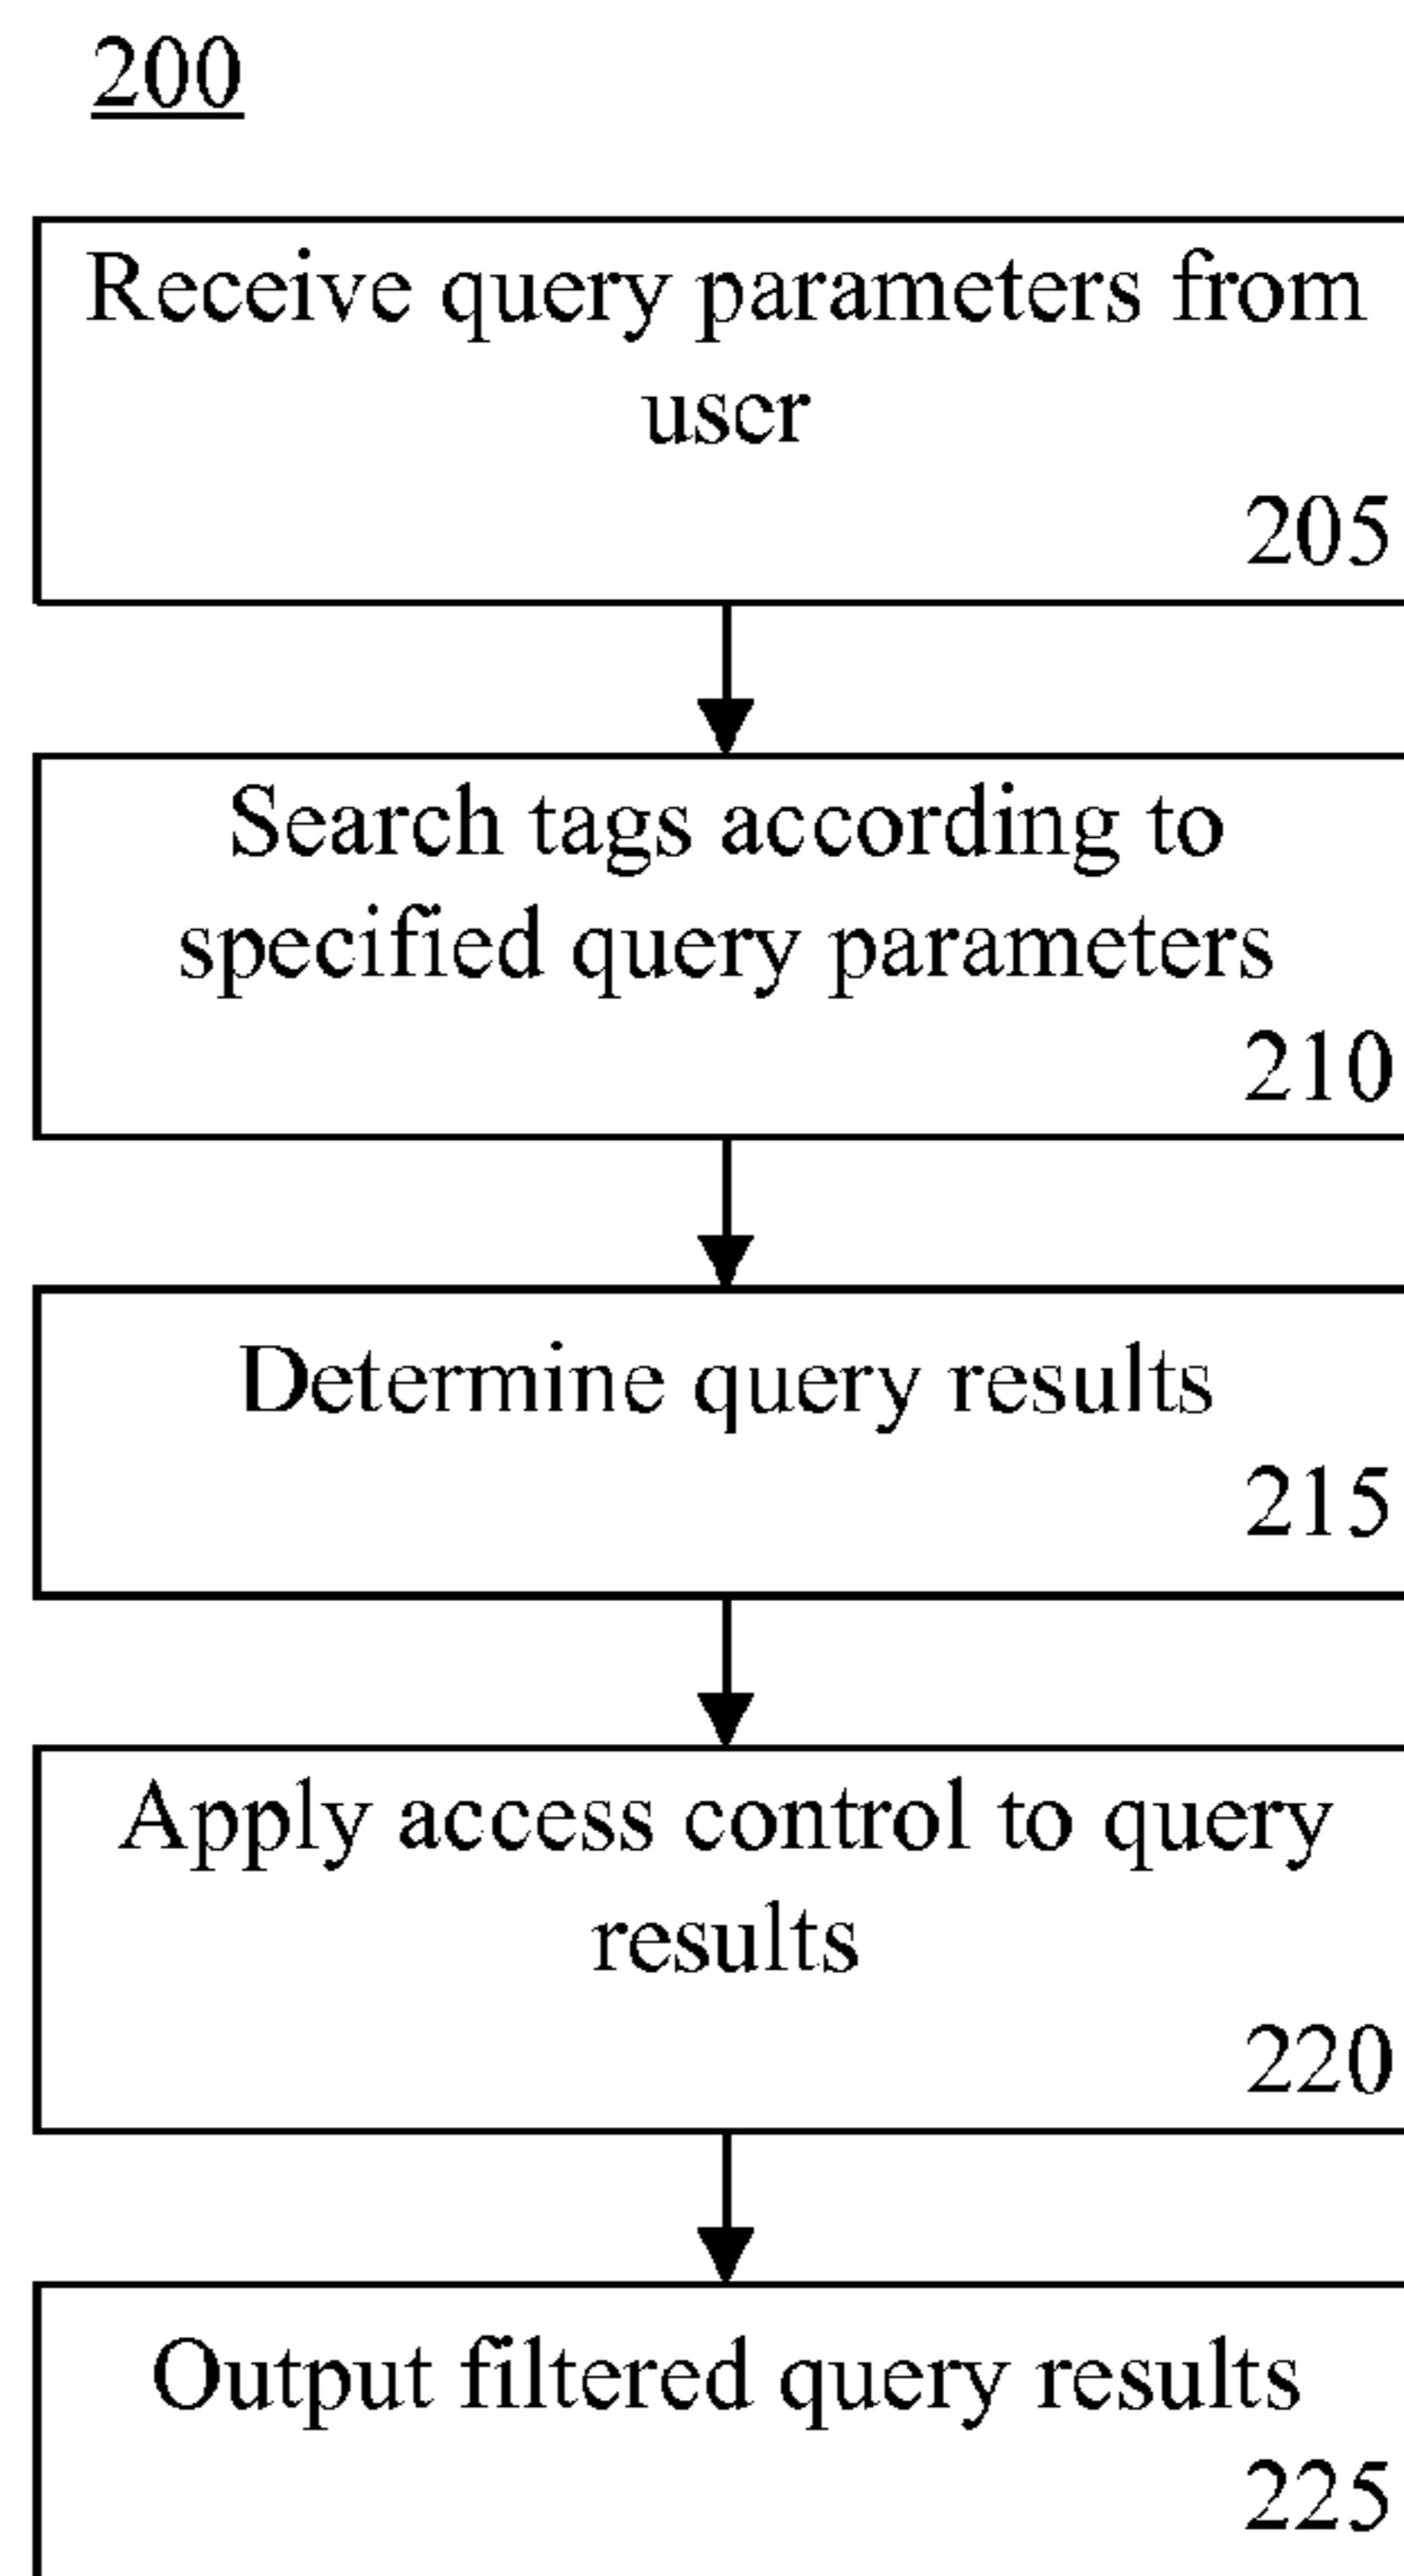 200
Receive query parameters from
user
205
Search tags according to
specified query parameters
210
Determine query results
215
Apply access control to query
results
220
Output filtered query results
225